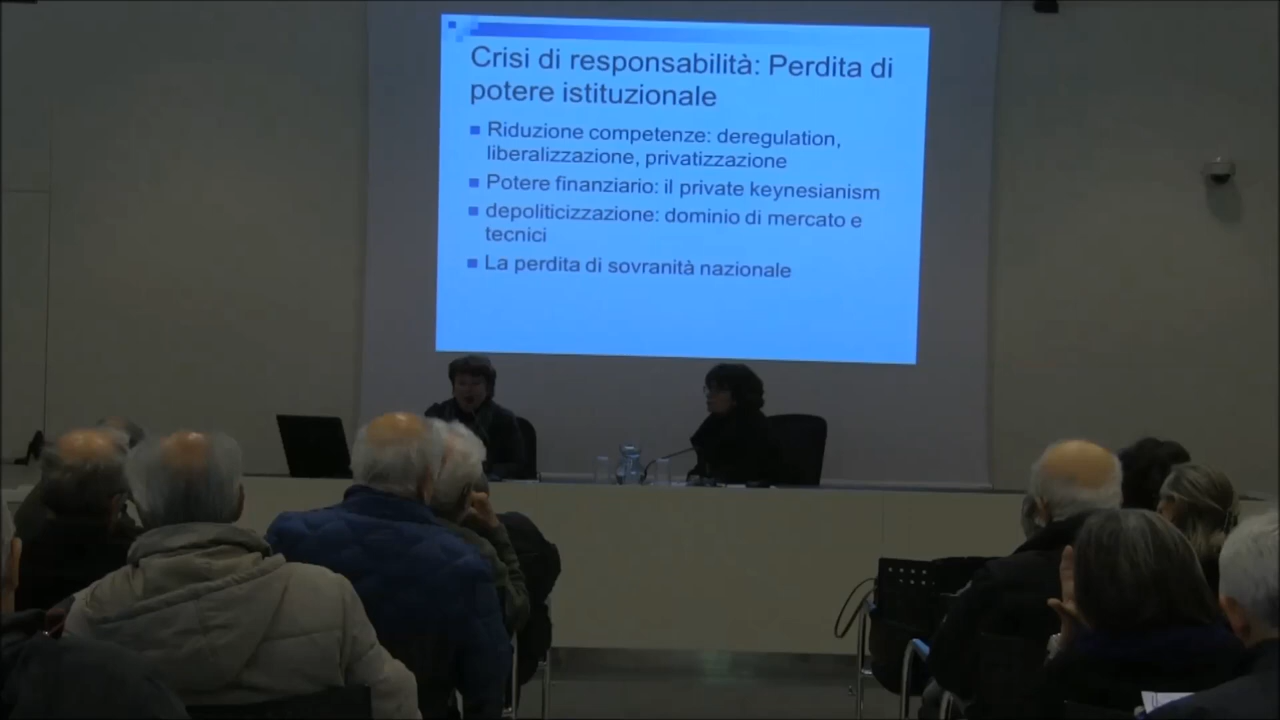 Crisi di responsabilità: Perdita di
potere istituzionale
Riduzione competenze: deregulation,
liberalizzazione, privatizzazione
Potere finanziario: il private keynesianism
depoliticizzazione: dominio di mercato e
tecnici
La perdita di sovranità nazionale